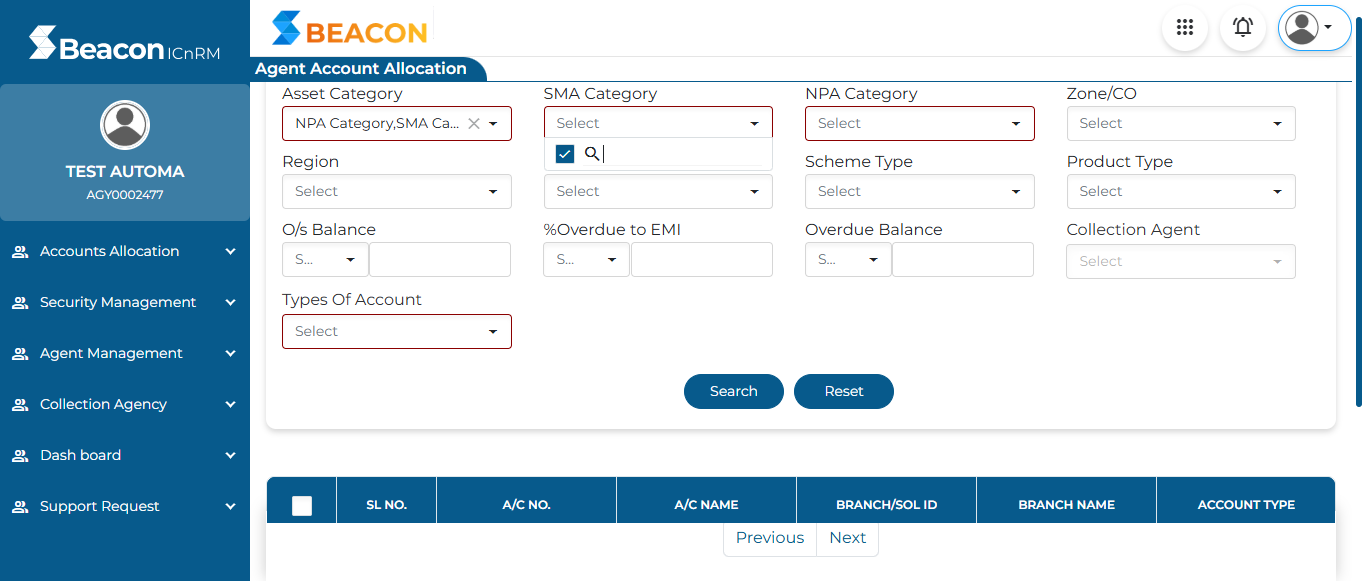 Beacon ICnRM
BEACON
Agent Account Allocation
TEST AUTOMA
AGY0002477
Accounts Allocation
Security Management
Agent Management
Collection Agency
Dash board
Support Request
Asset Category
SMA Category
NPA Category
Zone/CO
NPA Category,SMA Ca...
Select
Select
Select
Region
Scheme Type
Product Type
Select
Select
Select
Select
O/s Balance
%Overdue to EMI
Overdue Balance
Collection Agent
S...
S...
S...
Select
Types Of Account
Select
Search
Reset
SL NO.
A/C NO.
A/C NAME
BRANCH/SOL ID
BRANCH NAME
ACCOUNT TYPE
Previous
Next